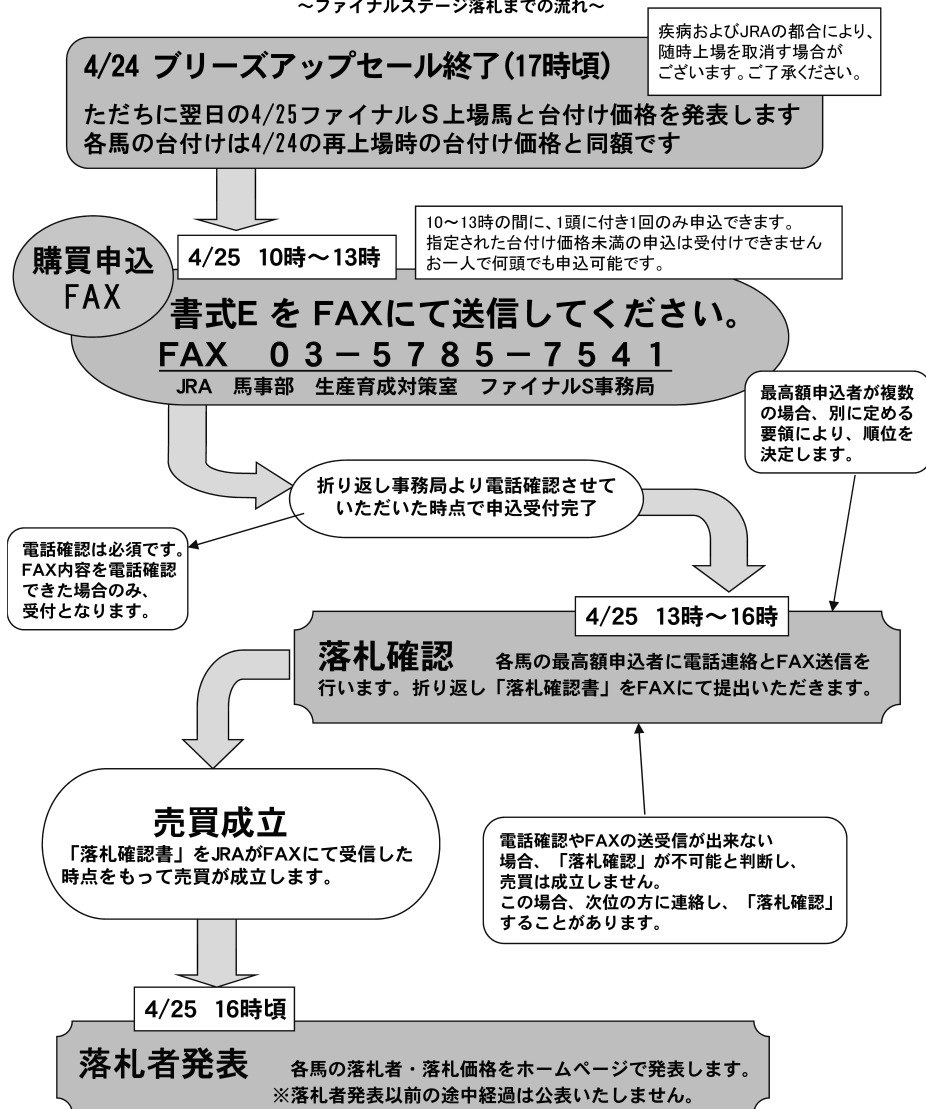 ～ファイナルステージ落札までの流れ～
疾病およびJRAの都合により、
随時上場を取消す場合が
ございます。ご了承ください。
4/24 ブリーズアップセール終了(17時頃)
ただちに翌日の4/25ファイナルＳ上場馬と台付け価格を発表します
各馬の台付けは4/24の再上場時の台付け価格と同額です
10～13時の間に、1頭に付き1回のみ申込できます。
指定された台付け価格未満の申込は受付けできません
お一人で何頭でも申込可能です。
4/25 10時～13時
購買申込
FAX
書式E を FAXにて送信してください。
FAX ０３－５７８５－７５４１
JRA 馬事部 生産育成対策室 ファイナルS事務局
最高額申込者が複数
の場合、別に定める
要領により、順位を
決定します。
折り返し事務局より電話確認させて
いただいた時点で申込受付完了
電話確認は必須です。
FAX内容を電話確認
できた場合のみ、
受付となります。
4/25 13時～16時
落札確認 各馬の最高額申込者に電話連絡とFAX送信を
行います。折り返し「落札確認書」をFAXにて提出いただきます。
売買成立
「落札確認書」をJRAがFAXにて受信した
時点をもって売買が成立します。
電話確認やFAXの送受信が出来ない
場合、「落札確認」が不可能と判断し、
売買は成立しません。
この場合、次位の方に連絡し、「落札確認」
することがあります。
4/25 16時頃
落札者発表 各馬の落札者・落札価格をホームページで発表します。
※落札者発表以前の途中経過は公表いたしません。